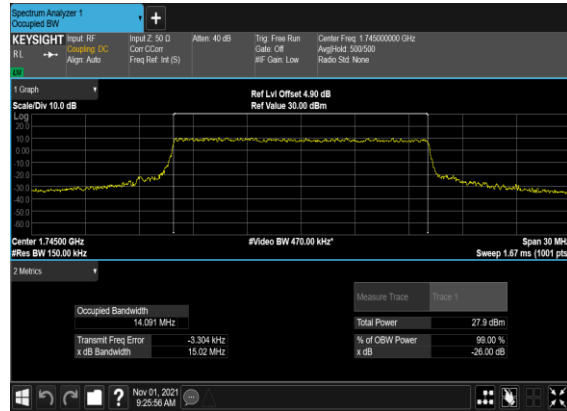 Spectrum Analyzer 1
Occupied BW
+
KEYSIGHT Input: RF Input Z: 50 Ω Atten: 40 dB Trig: Free Run Center Freq: 1.745000000 GHz
RL Coupling: DC Corr CCorr Gate: Off Avg|Hold: 500/500
Align: Auto Freq Ref: Int (S) #IF Gain: Low Radio Std: None
1 Graph
Ref Lvl Offset 4.90 dB
Scale/Div 10.0 dB Ref Value 30.00 dBm
Log
20.0
10.0
0.00
-10.0
-20.0
-30.0
-40.0
-50.0
-60.0
Center 1.74500 GHz #Video BW 470.00 kHz* Span 30 MHz
#Res BW 150.00 kHz Sweep 1.67 ms (1001 pts)
2 Metrics
Measure Trace Trace 1
Occupied Bandwidth
14.091 MHz Total Power 27.9 dBm
Transmit Freq Error -3.304 kHz % of OBW Power 99.00 %
x dB Bandwidth 15.02 MHz x dB -26.00 dB
? Nov 01, 2021
9:25:56 AM